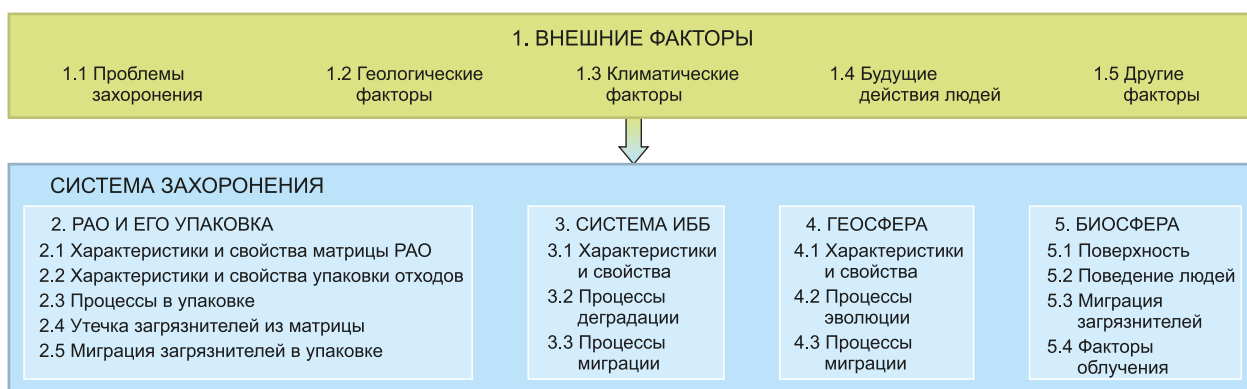 1. ВНЕШНИЕ ФАКТОРЫ
1.1 Проблемы
захоронения
1.2 Геологические
факторы
1.3 Климатические
факторы
1.4 Будущие
действия людей
1.5 Другие
факторы
СИСТЕМА ЗАХОРОНЕНИЯ
2. РАО И ЕГО УПАКОВКА
2.1 Характеристики и свойства матрицы РАО
2.2 Характеристики и свойства упаковки отходов
2.3 Процессы в упаковке
2.4 Утечка загрязнителей из матрицы
2.5 Миграция загрязнителей в упаковке
3. СИСТЕМА ИББ
3.1 Характеристики
и свойства
3.2 Процессы
деградации
3.3 Процессы
миграции
4. ГЕОСФЕРА
4.1 Характеристики
и свойства
4.2 Процессы
эволюции
4.3 Процессы
миграции
5. БИОСФЕРА
5.1 Поверхность
5.2 Поведение людей
5.3 Миграция
загрязнителей
5.4 Факторы
облучения